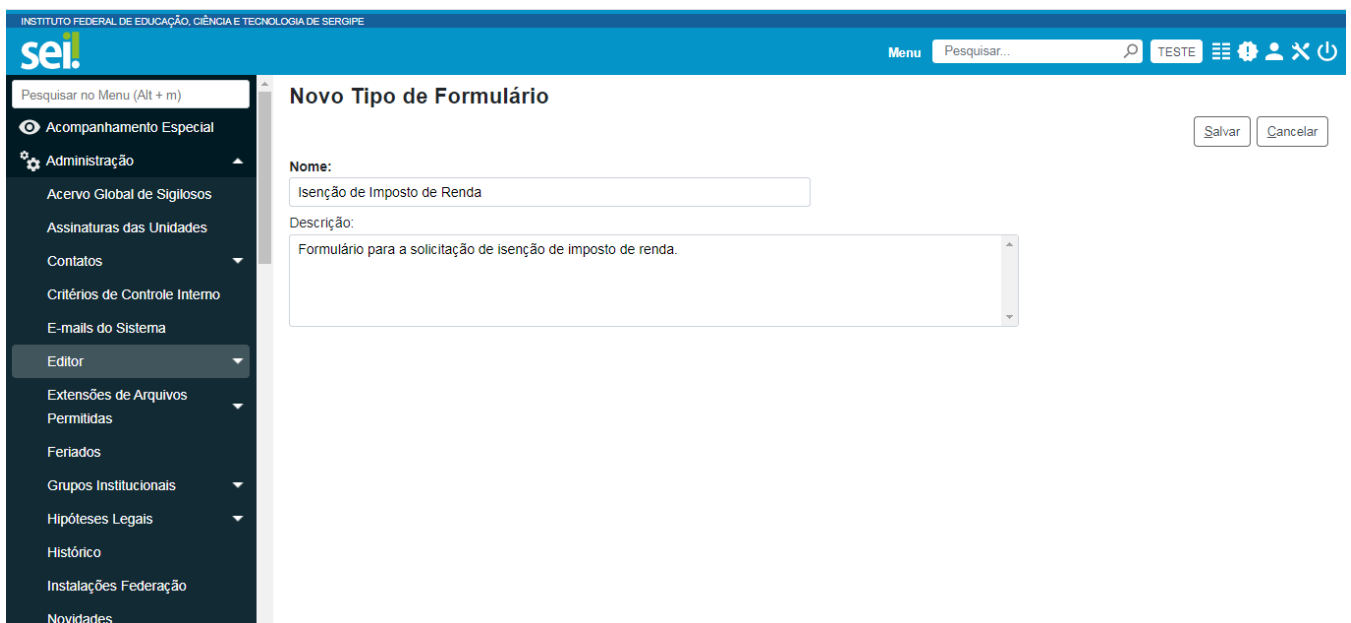 INSTITUTO FEDERAL DE EDUCAÇÃO, CIÊNCIA E TECNOLOGIA DE SERGIPE
sei!
Menu
Pesquisar...
TESTE
Pesquisar no Menu (Alt + m)
Acompanhamento Especial
Administração
Acervo Global de Sigilosos
Assinaturas das Unidades
Contatos
Critérios de Controle Interno
E-mails do Sistema
Editor
Extensões de Arquivos
Permitidas
Feriados
Grupos Institucionais
Hipóteses Legais
Histórico
Instalações Federação
Novidades
Novo Tipo de Formulário
Salvar
Cancelar
Nome:
Isenção de Imposto de Renda
Descrição:
Formulário para a solicitação de isenção de imposto de renda.